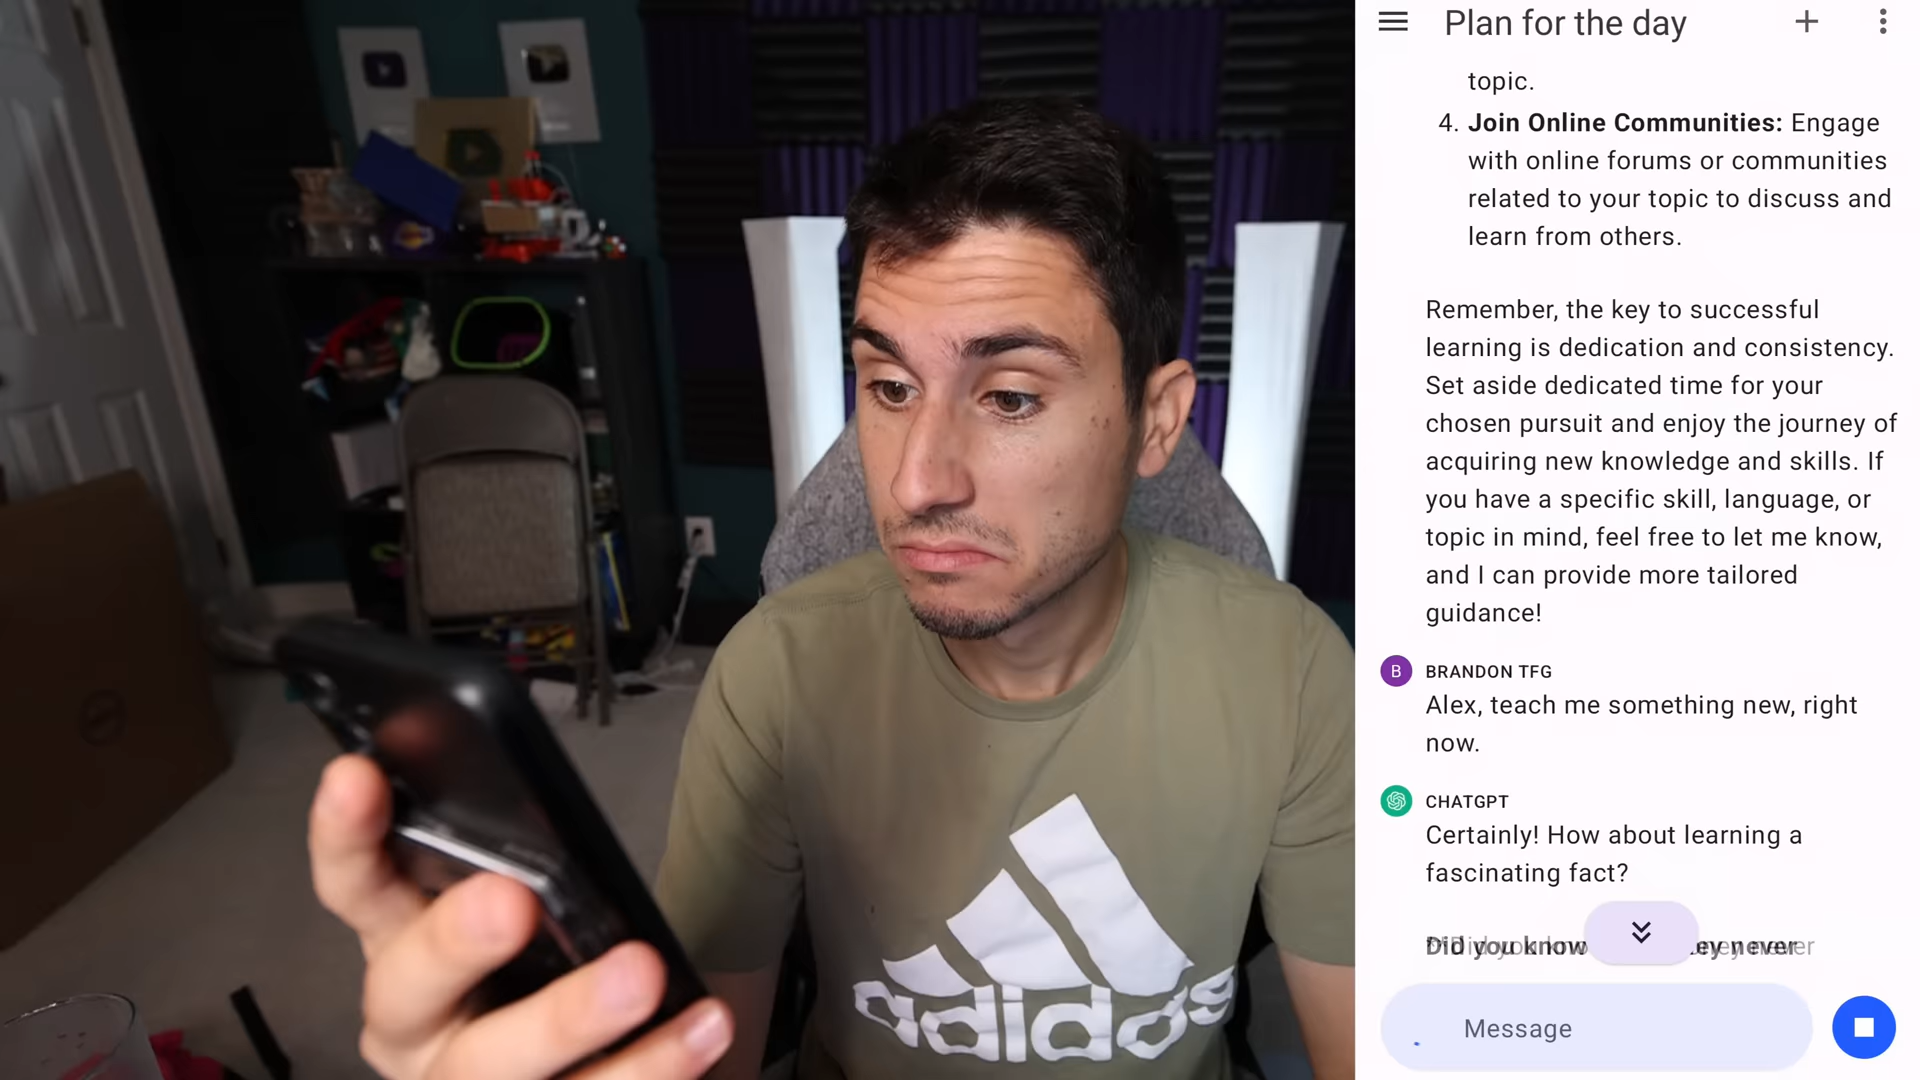 Plan for the day
topic.
4. Join Online Communities: Engage
with online forums or communities
related to your topic to discuss and
learn from others.
Remember, the key to successful
learning is dedication and consistency.
Set aside dedicated time for your
chosen pursuit and enjoy the journey of
acquiring new knowledge and skills. If
you have a specific skill, language, or
topic in mind, feel free to let me know,
and I can provide more tailored
guidance!
B BRANDON TFG
Alex, teach me something new, right
now.
CHATGPT
Certainly! How about learning a
fascinating fact?
Did you know
never
Message
adidas